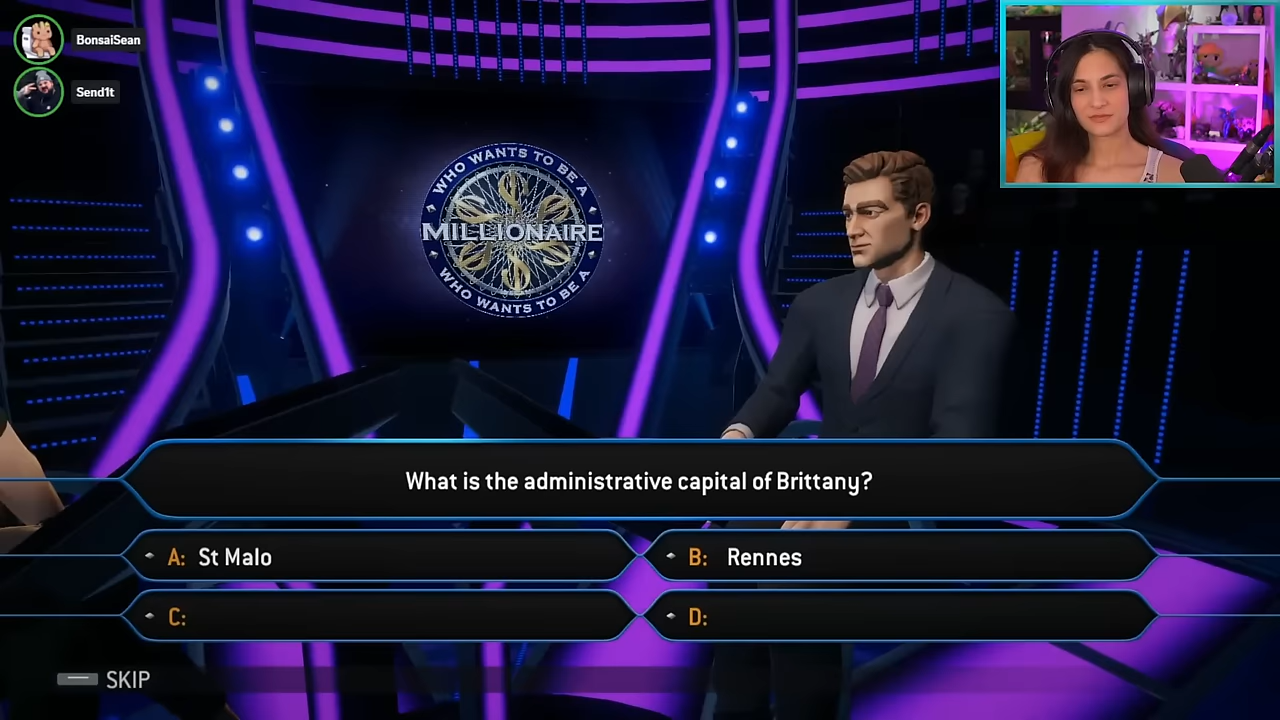 BonsaiSean
Send1t
WHO WANTS TO BE A
MILLIONAIRE
WHO WANTS TO BE A
What is the administrative capital of Brittany?
A: St Malo
B: Rennes
C:
D:
SKIP